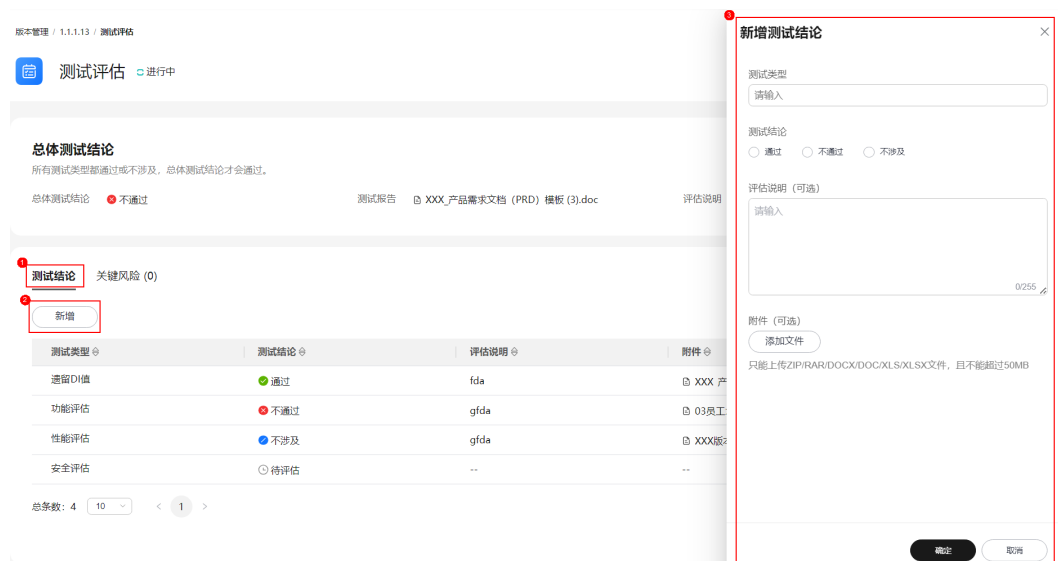 版本管理 / 1.1.1.13 / 测试评估
测试评估 进行中
总体测试结论
所有测试类型都通过或不涉及，总体测试结论才会通过。
总体测试结论 不通过 测试报告 XXX_产品需求文档（PRD）模板 (3).doc 评估说明
1
测试结论 关键风险 (0)
2
新增
测试类型 测试结论 评估说明 附件
遗留DI值 通过 fda XXX 产
功能评估 不通过 gfda 03员工
性能评估 不涉及 gfda XXX版本
安全评估 待评估 -- --
总条数：4 10 < 1 >
3
新增测试结论
测试类型
请输入
测试结论
通过 不通过 不涉及
评估说明（可选）
请输入
0/255
附件（可选）
添加文件
只能上传ZIP/RAR/DOCX/DOC/XLS/XLSX文件，且不能超过50MB
确定 取消